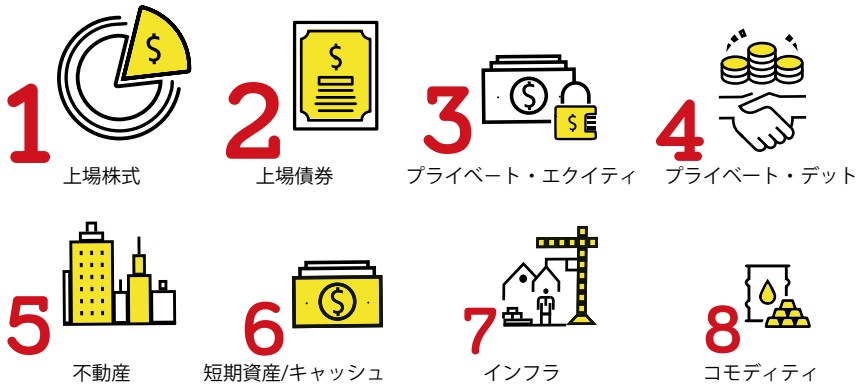 1
上場株式
2
上場債券
3
プライベート・エクイティ
4
プライベート・デット
5
不動産
6
短期資産/キャッシュ
7
インフラ
8
コモディティ
$
$
$
$
$